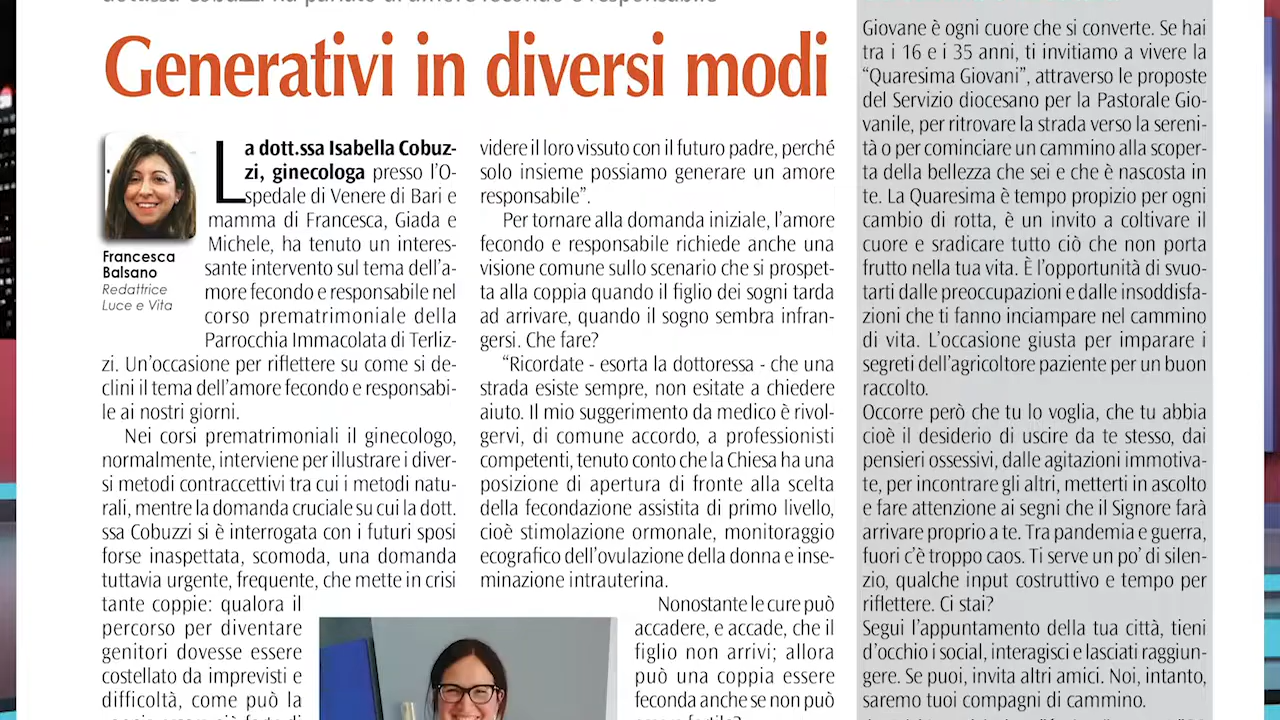 dott.ssa Cobuzzi ha parlato di amore fecondo e responsabile
Generativi in diversi modi
Francesca
Balsano
Redattrice
Luce e Vita
La dott.ssa Isabella Cobuz-
zi, ginecologa presso l'O-
spedale di Venere di Bari e
mamma di Francesca, Giada e
Michele, ha tenuto un interes-
sante intervento sul tema dell'a-
more fecondo e responsabile nel
corso prematrimoniale della
Parrocchia Immacolata di Terliz-
zi. Un'occasione per riflettere su come si de-
clini il tema dell'amore fecondo e responsabi-
le ai nostri giorni.
Nei corsi prematrimoniali il ginecologo,
normalmente, interviene per illustrare i diver-
si metodi contraccettivi tra cui i metodi natu-
rali, mentre la domanda cruciale su cui la dott.
ssa Cobuzzi si è interrogata con i futuri sposi
forse inaspettata, scomoda, una domanda
tuttavia urgente, frequente, che mette in crisi
tante coppie: qualora il
percorso per diventare
genitori dovesse essere
costellato da imprevisti e
difficoltà, come può la
videre il loro vissuto con il futuro padre, perché
solo insieme possiamo generare un amore
responsabile”.
Per tornare alla domanda iniziale, l'amore
fecondo e responsabile richiede anche una
visione comune sullo scenario che si prospet-
ta alla coppia quando il figlio dei sogni tarda
ad arrivare, quando il sogno sembra infran-
gersi. Che fare?
“Ricordate - esorta la dottoressa - che una
strada esiste sempre, non esitate a chiedere
aiuto. Il mio suggerimento da medico è rivol-
gervi, di comune accordo, a professionisti
competenti, tenuto conto che la Chiesa ha una
posizione di apertura di fronte alla scelta
della fecondazione assistita di primo livello,
cioè stimolazione ormonale, monitoraggio
ecografico dell'ovulazione della donna e inse-
minazione intrauterina.
Nonostante le cure può
accadere, e accade, che il
figlio non arrivi; allora
può una coppia essere
feconda anche se non può
Giovane è ogni cuore che si converte. Se hai
tra i 16 e i 35 anni, ti invitiamo a vivere la
“Quaresima Giovani”, attraverso le proposte
del Servizio diocesano per la Pastorale Gio-
vanile, per ritrovare la strada verso la sereni-
tà o per cominciare un cammino alla scoper-
ta della bellezza che sei e che è nascosta in
te. La Quaresima è tempo propizio per ogni
cambio di rotta, è un invito a coltivare il
cuore e sradicare tutto ciò che non porta
frutto nella tua vita. È l'opportunità di svuo-
tarti dalle preoccupazioni e dalle insoddisfa-
zioni che ti fanno inciampare nel cammino
di vita. L'occasione giusta per imparare i
segreti dell'agricoltore paziente per un buon
raccolto.
Occorre però che tu lo voglia, che tu abbia
cioè il desiderio di uscire da te stesso, dai
pensieri ossessivi, dalle agitazioni immotiva-
te, per incontrare gli altri, metterti in ascolto
e fare attenzione ai segni che il Signore farà
arrivare proprio a te. Tra pandemia e guerra,
fuori c'è troppo caos. Ti serve un po' di silen-
zio, qualche input costruttivo e tempo per
riflettere. Ci stai?
Segui l'appuntamento della tua città, tieni
d'occhio i social, interagisci e lasciati raggiun-
gere. Se puoi, invita altri amici. Noi, intanto,
saremo tuoi compagni di cammino.